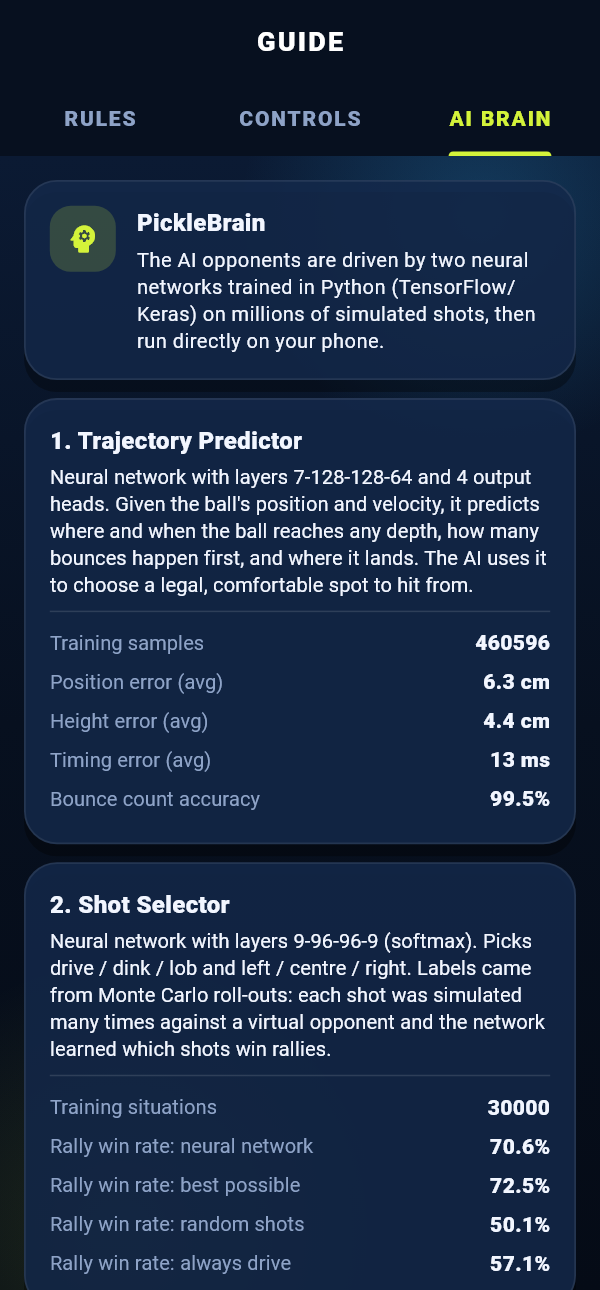 GUIDE
RULES CONTROLS AI BRAIN
PickleBrain
The AI opponents are driven by two neural
networks trained in Python (TensorFlow/
Keras) on millions of simulated shots, then
run directly on your phone.
1. Trajectory Predictor
Neural network with layers 7-128-128-64 and 4 output
heads. Given the ball's position and velocity, it predicts
where and when the ball reaches any depth, how many
bounces happen first, and where it lands. The AI uses it
to choose a legal, comfortable spot to hit from.
Training samples 460596
Position error (avg) 6.3 cm
Height error (avg) 4.4 cm
Timing error (avg) 13 ms
Bounce count accuracy 99.5%
2. Shot Selector
Neural network with layers 9-96-96-9 (softmax). Picks
drive / dink / lob and left / centre / right. Labels came
from Monte Carlo roll-outs: each shot was simulated
many times against a virtual opponent and the network
learned which shots win rallies.
Training situations 30000
Rally win rate: neural network 70.6%
Rally win rate: best possible 72.5%
Rally win rate: random shots 50.1%
Rally win rate: always drive 57.1%